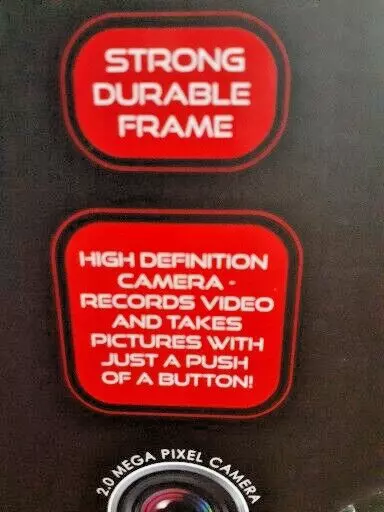 STRONG
DURABLE
FRAME
HIGH DEFINITION
CAMERA -
RECORDS VIDEO
AND TAKES
PICTURES WITH
JUST A PUSH
OF A BUTTON!
2.0 MEGA PIXEL CAMERA